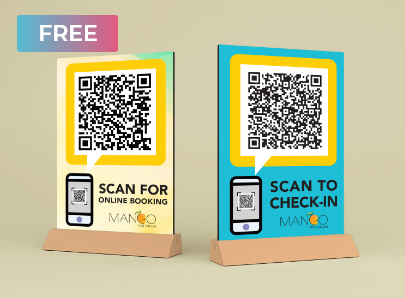 FREE
SCAN FOR
ONLINE BOOKING
MANGO
SCAN TO
CHECK-IN
MANGO